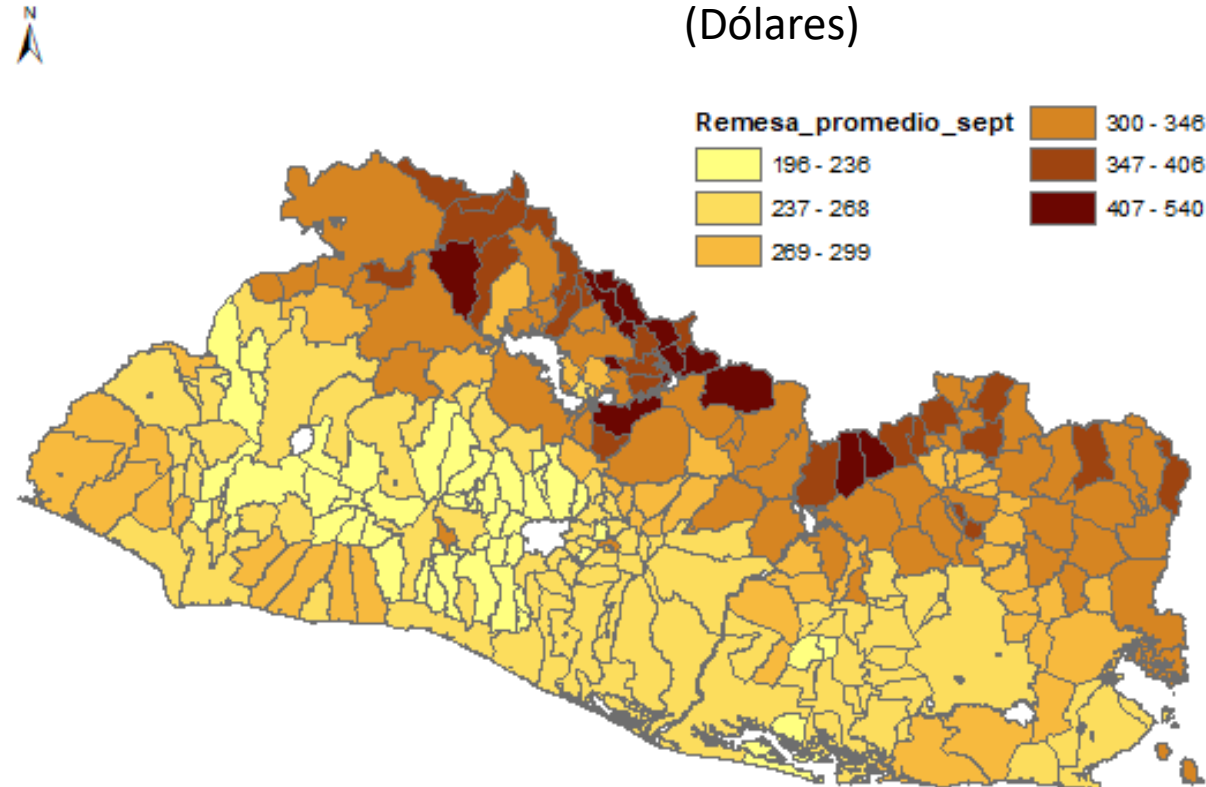 N
(Dólares)
Remesa_promedio_sept
196 - 236
237 - 268
269 - 299
300 - 346
347 - 406
407 - 540